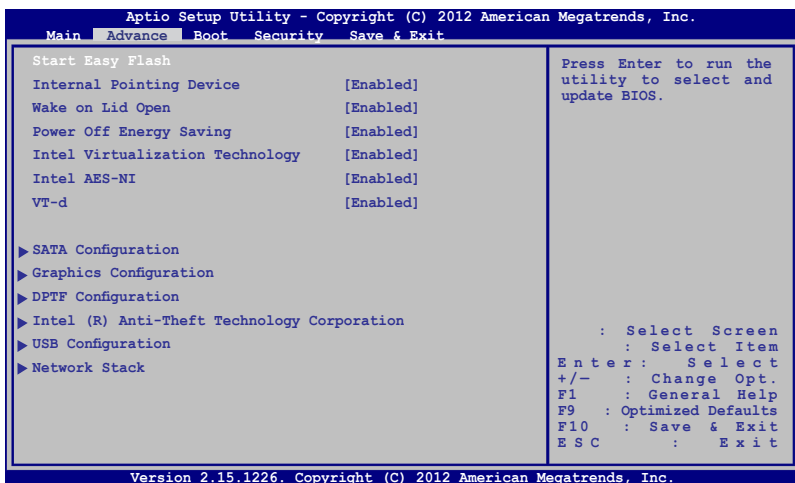 Aptio Setup Utility - Copyright (C) 2012 American Megatrends, Inc.
Main Advance Boot Security Save & Exit
Start Easy Flash
Internal Pointing Device [Enabled]
Wake on Lid Open [Enabled]
Power Off Energy Saving [Enabled]
Intel Virtualization Technology [Enabled]
Intel AES-NI [Enabled]
VT-d [Enabled]
SATA Configuration
Graphics Configuration
DPTF Configuration
Intel (R) Anti-Theft Technology Corporation
USB Configuration
Network Stack
Press Enter to run the
utility to select and
update BIOS.
: Select Screen
: Select Item
Enter: Select
+/— : Change Opt.
F1 : General Help
F9 : Optimized Defaults
F10 : Save & Exit
ESC : Exit
Version 2.15.1226. Copyright (C) 2012 American Megatrends, Inc.